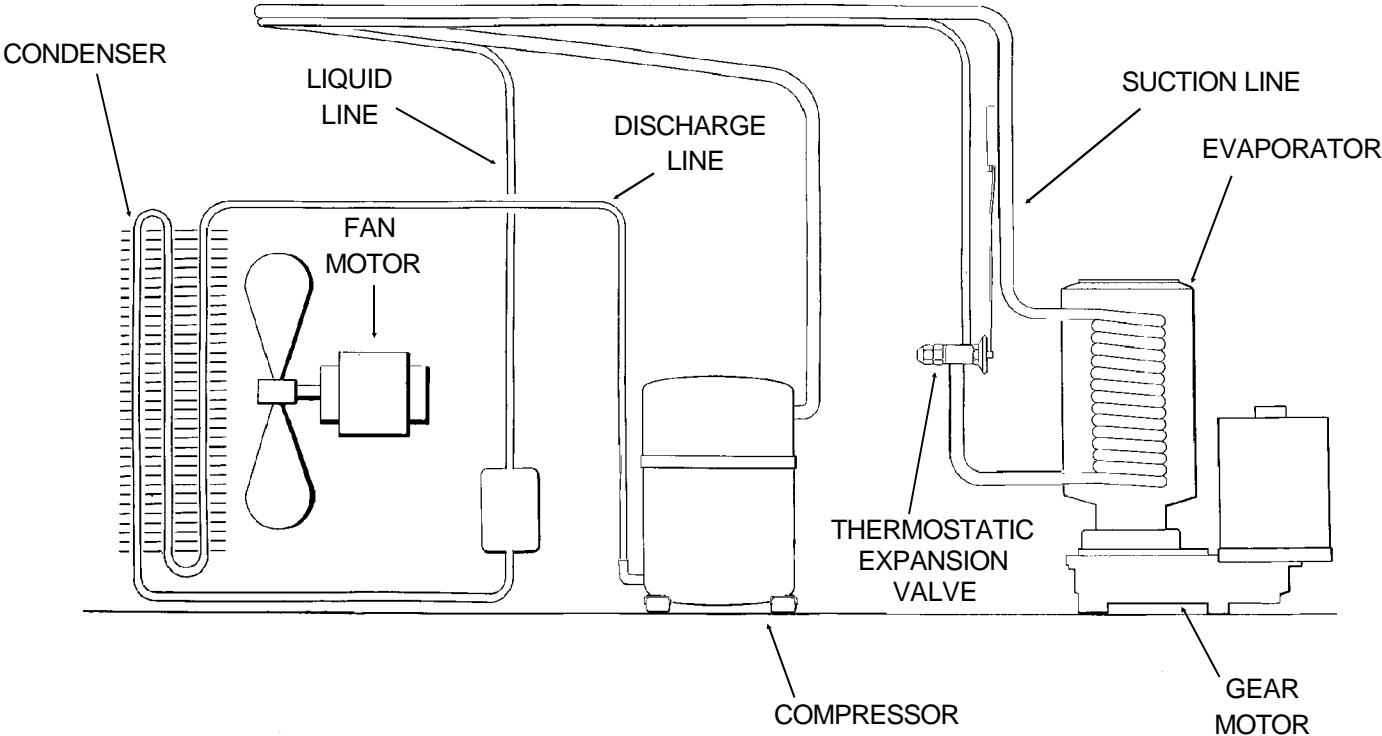 CONDENSER
LIQUID
LINE
DISCHARGE
LINE
SUCTION LINE
EVAPORATOR
FAN
MOTOR
THERMOSTATIC
EXPANSION
VALVE
COMPRESSOR
GEAR
MOTOR